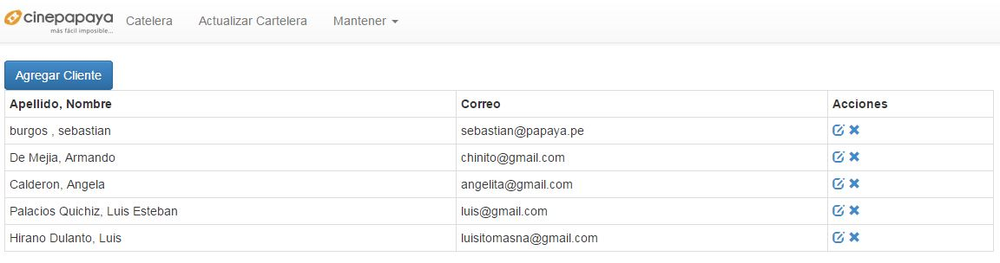 cinepapaya
más fácil imposible...
Catelera Actualizar Cartelera Mantener
Agregar Cliente
Apellido, Nombre Correo Acciones
burgos , sebastian sebastian@papaya.pe
De Mejia, Armando chinito@gmail.com
Calderon, Angela angelita@gmail.com
Palacios Quichiz, Luis Esteban luis@gmail.com
Hirano Dulanto, Luis luisitomasna@gmail.com